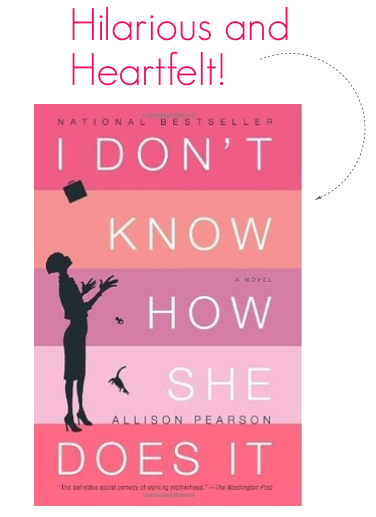 Hilarious and
Heartfelt!
NATIONAL BESTSELLER
I DON'T
KNOW
A NOVEL
HOW
SHE
ALLISON PEARSON
DOES IT
"The definitive social comedy of working motherhood." — The Washington Post